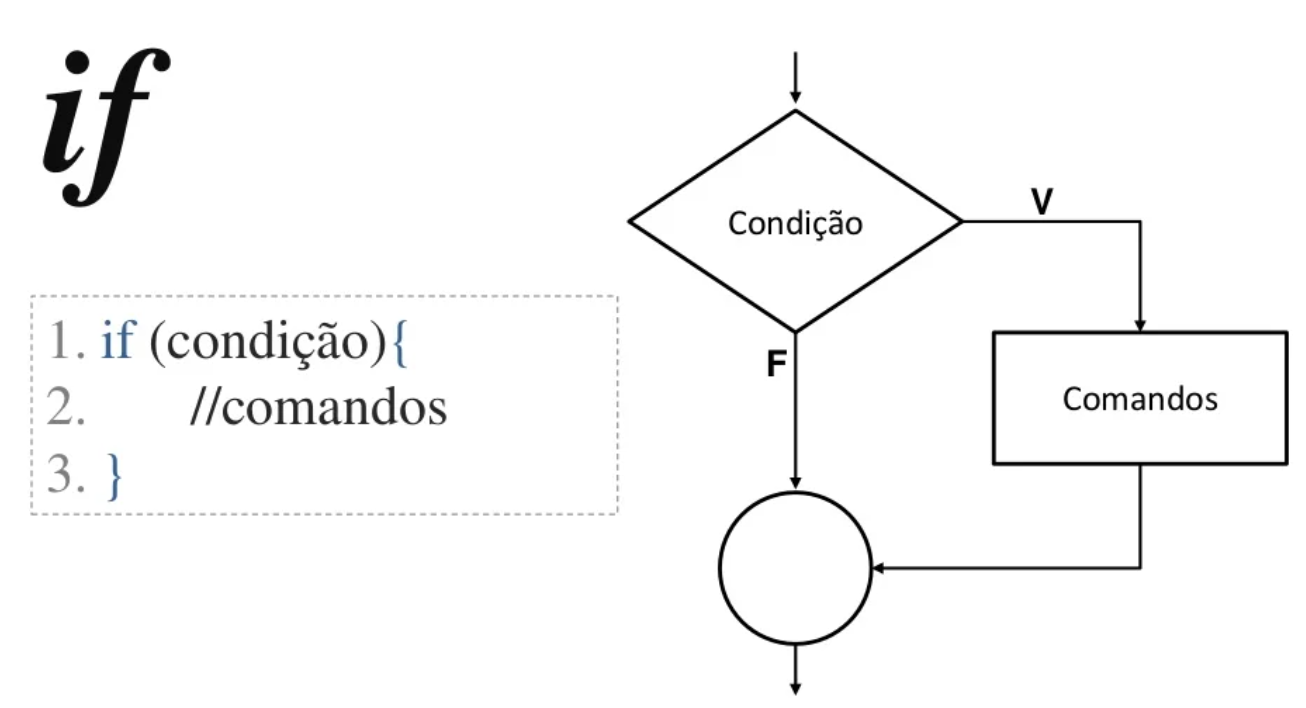 if
1. if (condição){
2. //comandos
3. }
Condição
V
F
Comandos